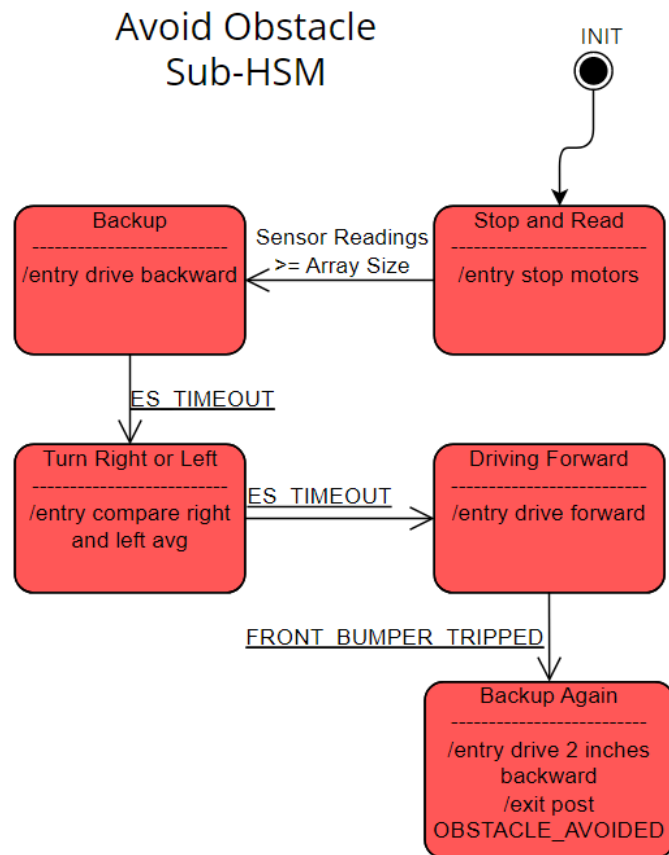 Avoid Obstacle
Sub-HSM
INIT
Backup
----------------------------
/entry drive backward
Sensor Readings
>= Array Size
Stop and Read
----------------------------
/entry stop motors
ES_TIMEOUT
Turn Right or Left
----------------------------
/entry compare right
and left avg
ES_TIMEOUT
Driving Forward
----------------------------
/entry drive forward
FRONT_BUMPER_TRIPPED
Backup Again
----------------------------
/entry drive 2 inches
backward
/exit post
OBSTACLE_AVOIDED